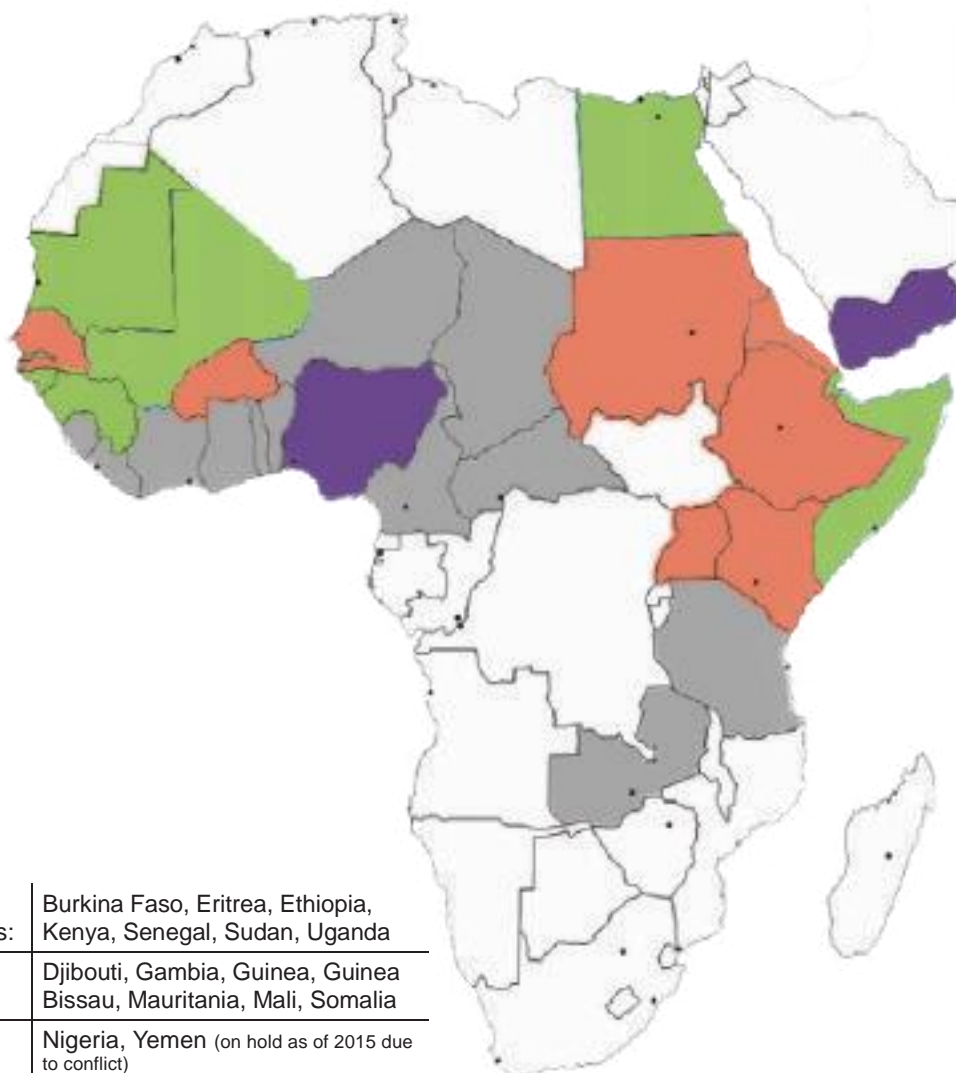 s:
Burkina Faso, Eritrea, Ethiopia,
Kenya, Senegal, Sudan, Uganda
Djibouti, Gambia, Guinea, Guinea
Bissau, Mauritania, Mali, Somalia
Nigeria, Yemen (on hold as of 2015 due
to conflict)